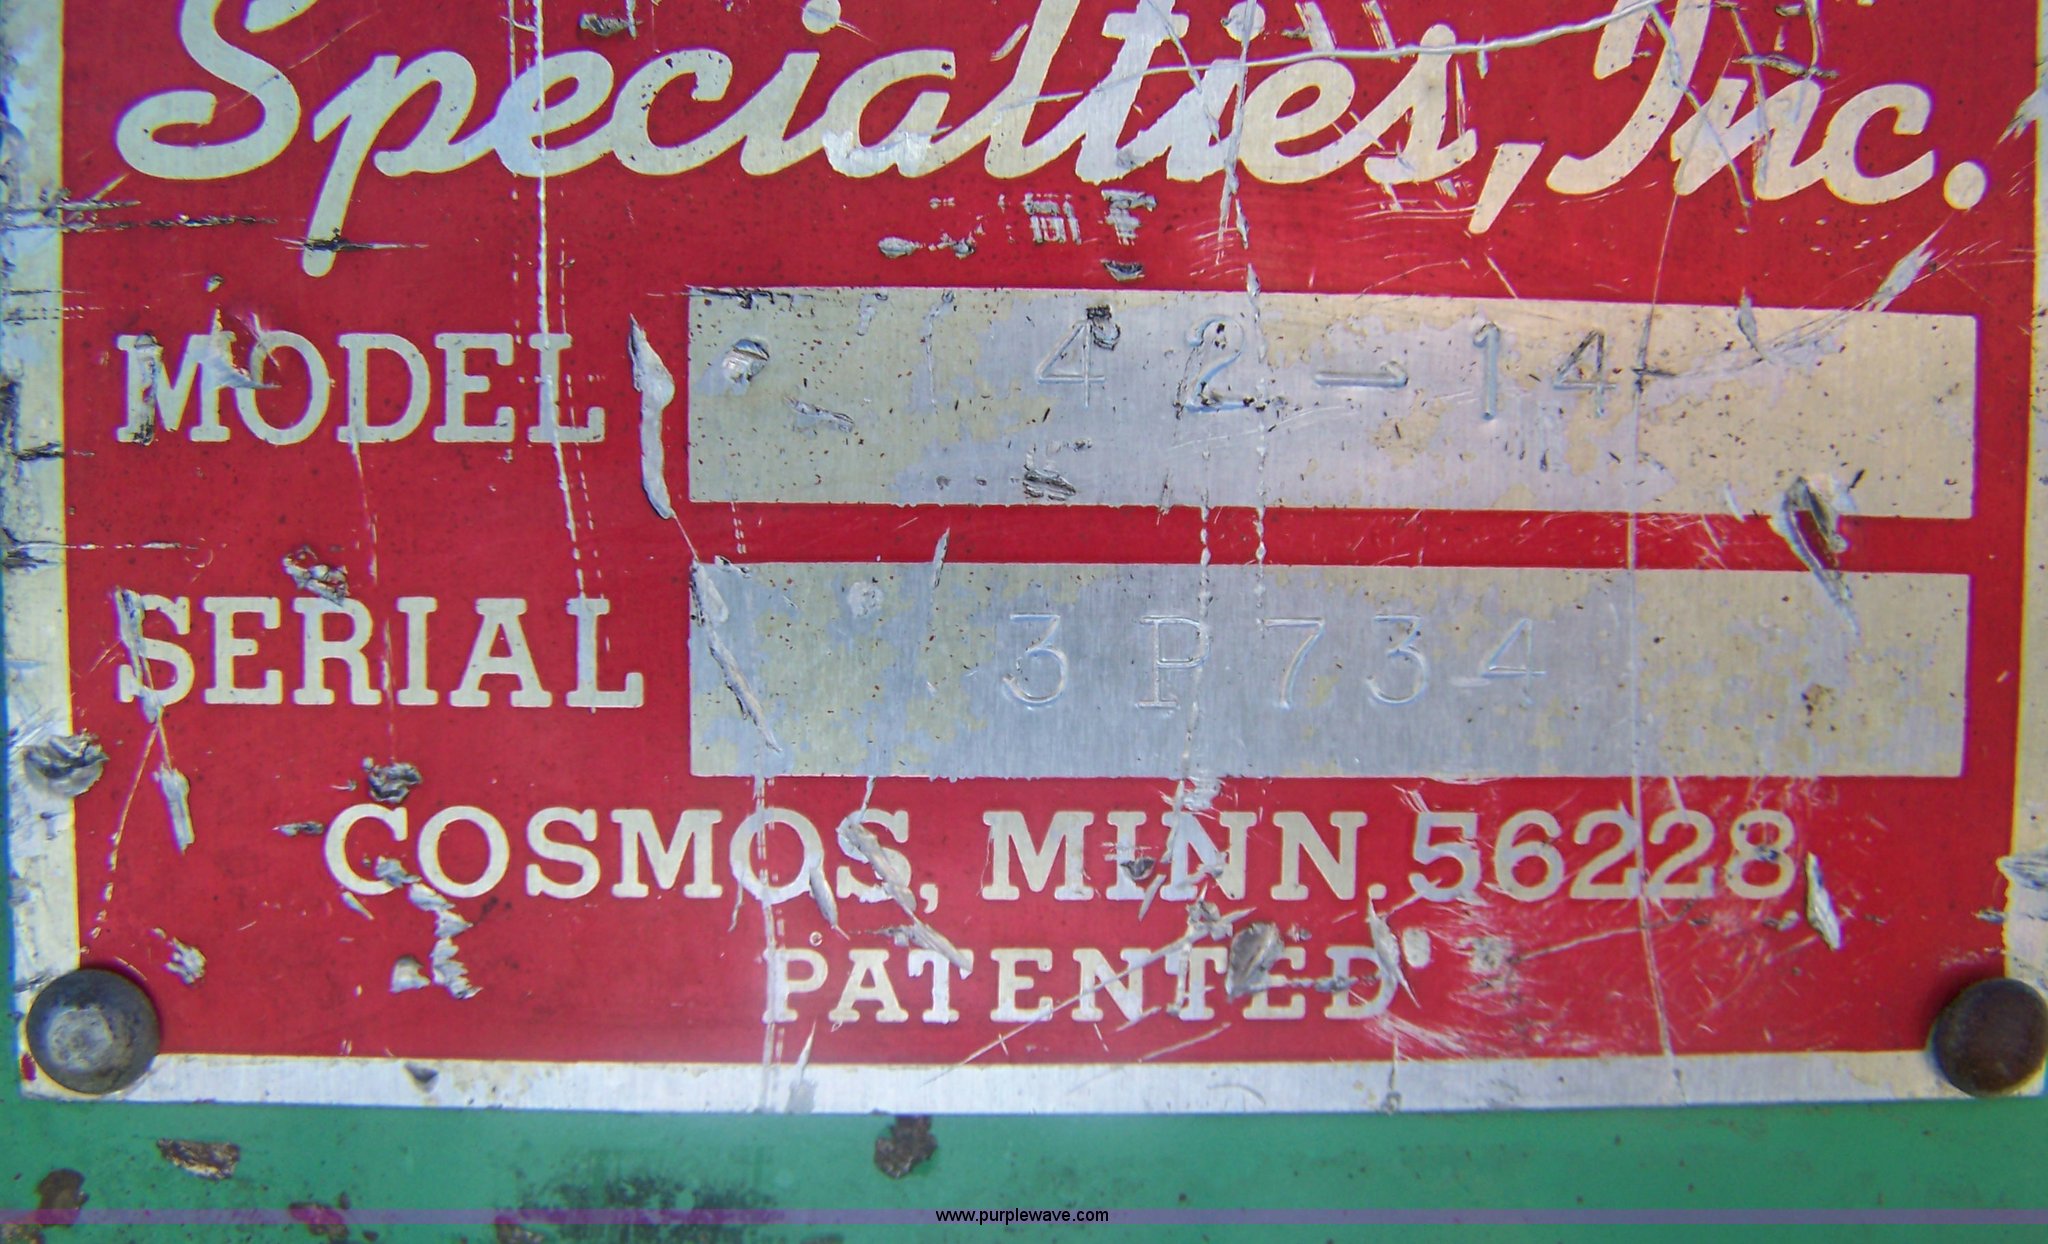 Specialties, Inc.
MODEL 42-14
SERIAL 3P734
COSMOS, MINN. 56228
PATENTED
www.purplewave.com